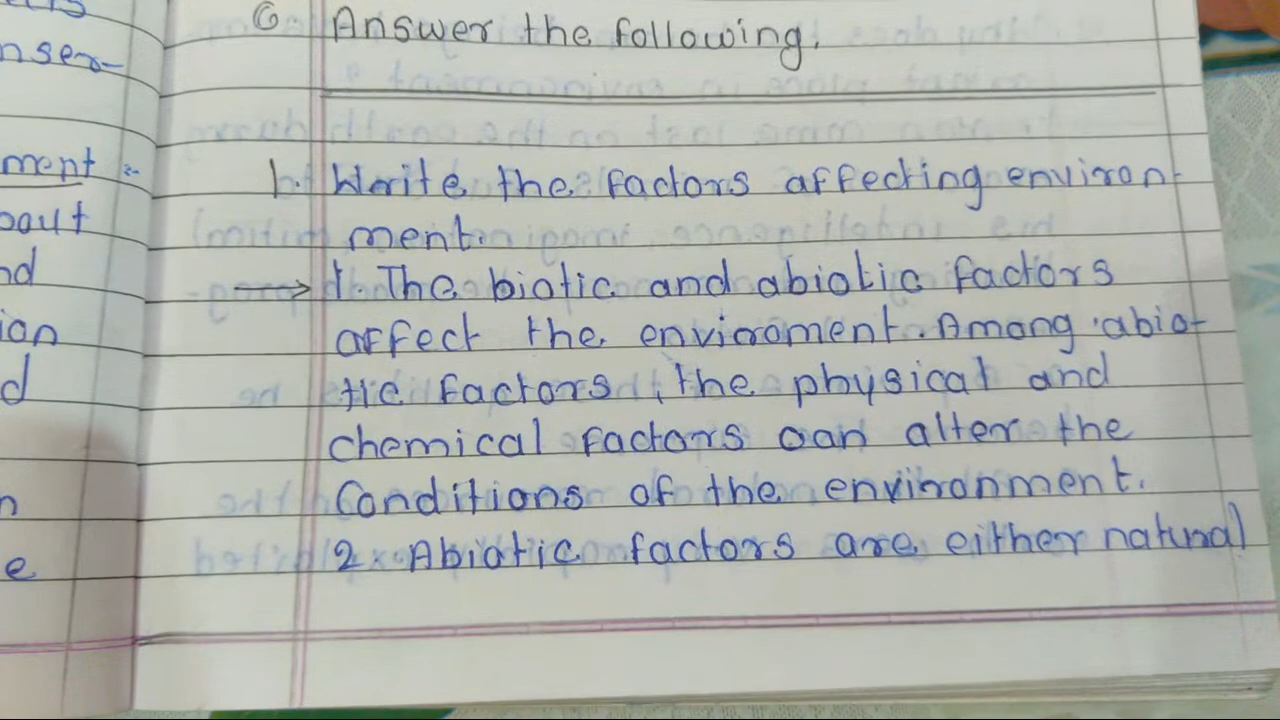 nser-
ment :-
6. Answer the following.
1. Write the factors affecting environ-
ment.
→ 1. The biotic and abiotic factors
affect the enviroment. Among abio-
tic factors, the physical and
chemical factors can alter the
Conditions of the environment.
2. Abiotic factors are either natural